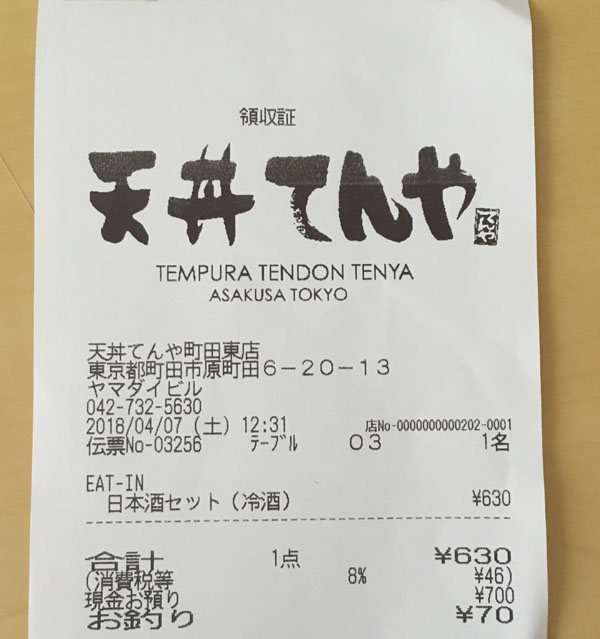 領収証
天丼てんや てんや
TEMPURA TENDON TENYA
ASAKUSA TOKYO
天丼てんや町田東店
東京都町田市原町田６－２０－１３
ヤマダイビル
042-732-5630
2018/04/07（土）12:31 店No-0000000000202-0001
伝票No-03256 ﾃｰﾌﾞﾙ ０３ 1名
EAT-IN
日本酒セット（冷酒） ¥630
合計 1点 ¥630
(消費税等 8% ¥46)
現金お預り ¥700
お釣り ¥70